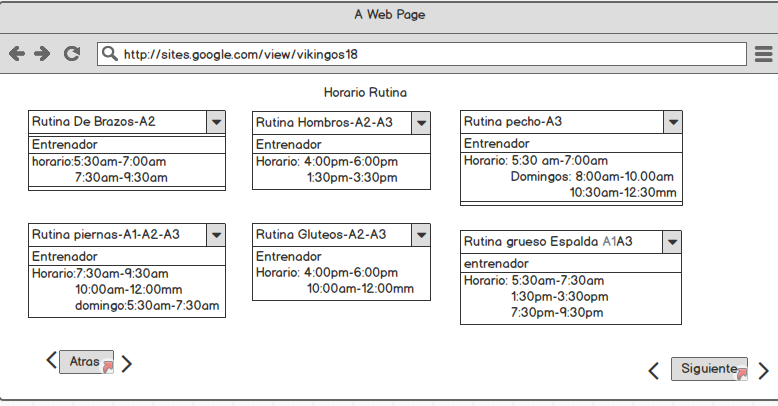 A Web Page
http://sites.google.com/view/vikingos18
Horario Rutina
Rutina De Brazos-A2
Entrenador
horario:5:30am-7:00am
7:30am-9:30am
Rutina Hombros-A2-A3
Entrenador
Horario: 4:00pm-6:00pm
1:30pm-3:30pm
Rutina pecho-A3
Entrenador
Horario: 5:30 am-7:00am
Domingos: 8:00am-10.00am
10:30am-12:30mm
Rutina piernas-A1-A2-A3
Entrenador
Horario:7:30am-9:30am
10:00am-12:00mm
domingo:5:30am-7:30am
Rutina Gluteos-A2-A3
Entrenador
Horario: 4:00pm-6:00pm
10:00am-12:00mm
Rutina grueso Espalda A1A3
entrenador
Horario: 5:30am-7:30am
1:30pm-3:30opm
7:30pm-9:30pm
Atras
Siguiente